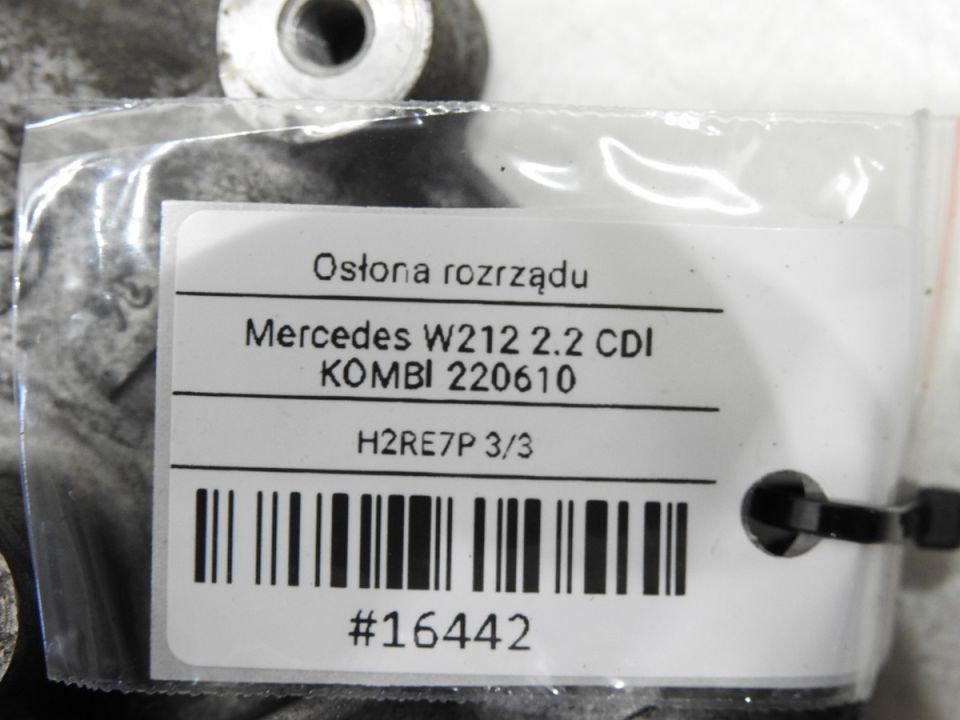 Osłona rozrządu
Mercedes W212 2.2 CDI
KOMBI 220610
H2RE7P 3/3
#16442